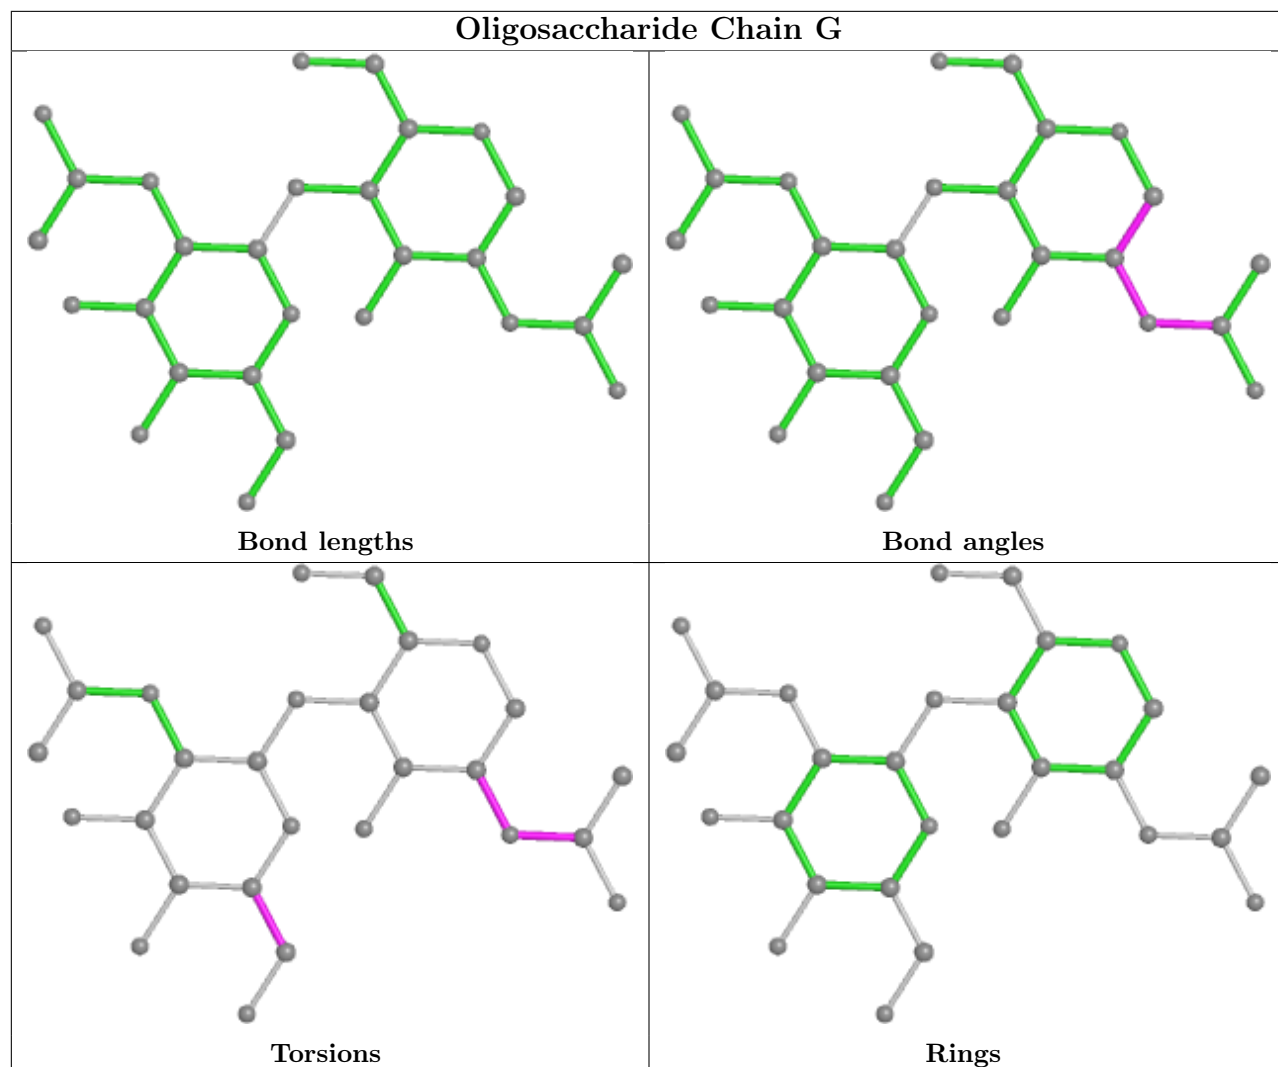 Oligosaccharide Chain G
Bond lengths
Bond angles
Torsions
Rings